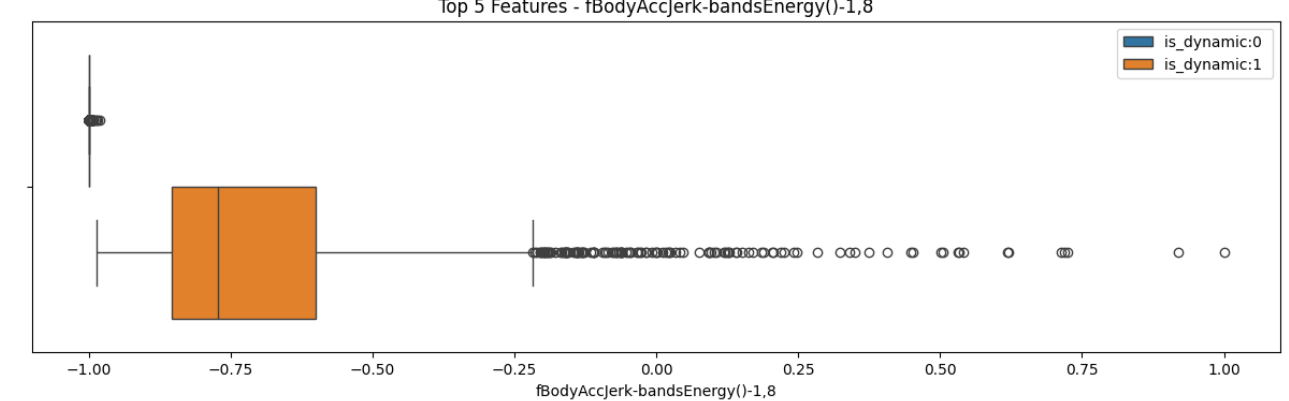 Top 5 Features - fBodyAccJerk-bandsEnergy()-1,8
is_dynamic:0
is_dynamic:1
−1.00 −0.75 −0.50 −0.25 0.00 0.25 0.50 0.75 1.00
fBodyAccJerk-bandsEnergy()-1,8